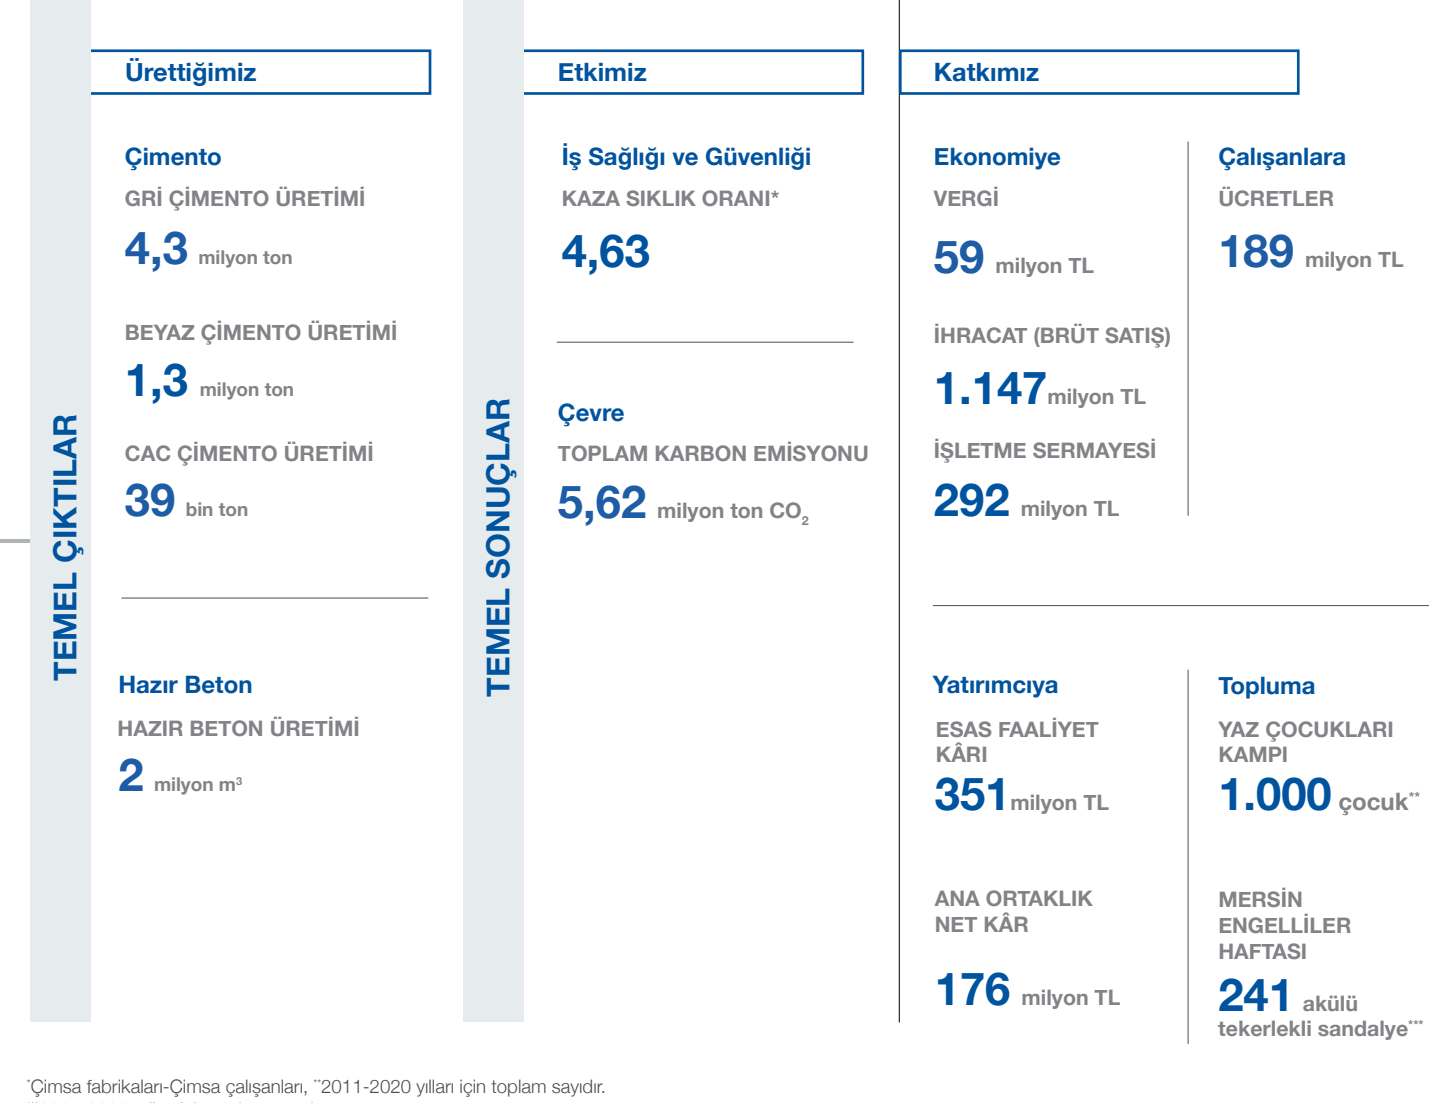 TEMEL ÇIKTILAR
Ürettiğimiz
Çimento
GRİ ÇİMENTO ÜRETİMİ
4,3 milyon ton
BEYAZ ÇİMENTO ÜRETİMİ
1,3 milyon ton
CAC ÇİMENTO ÜRETİMİ
39 bin ton
Hazır Beton
HAZIR BETON ÜRETİMİ
2 milyon m³
TEMEL SONUÇLAR
Etkimiz
İş Sağlığı ve Güvenliği
KAZA SIKLIK ORANI*
4,63
Çevre
TOPLAM KARBON EMİSYONU
5,62 milyon ton CO₂
Katkımız
Ekonomiye
VERGİ
59 milyon TL
İHRACAT (BRÜT SATIŞ)
1.147 milyon TL
İŞLETME SERMAYESİ
292 milyon TL
Çalışanlara
ÜCRETLER
189 milyon TL
Yatırımcıya
ESAS FAALİYET
KÂRI
351 milyon TL
ANA ORTAKLIK
NET KÂR
176 milyon TL
Topluma
YAZ ÇOCUKLARI
KAMPI
1.000 çocuk**
MERSİN
ENGELLİLER
HAFTASI
241 akülü
tekerlekli sandalye***
*Çimsa fabrikaları-Çimsa çalışanları, **2011-2020 yılları için toplam sayıdır.